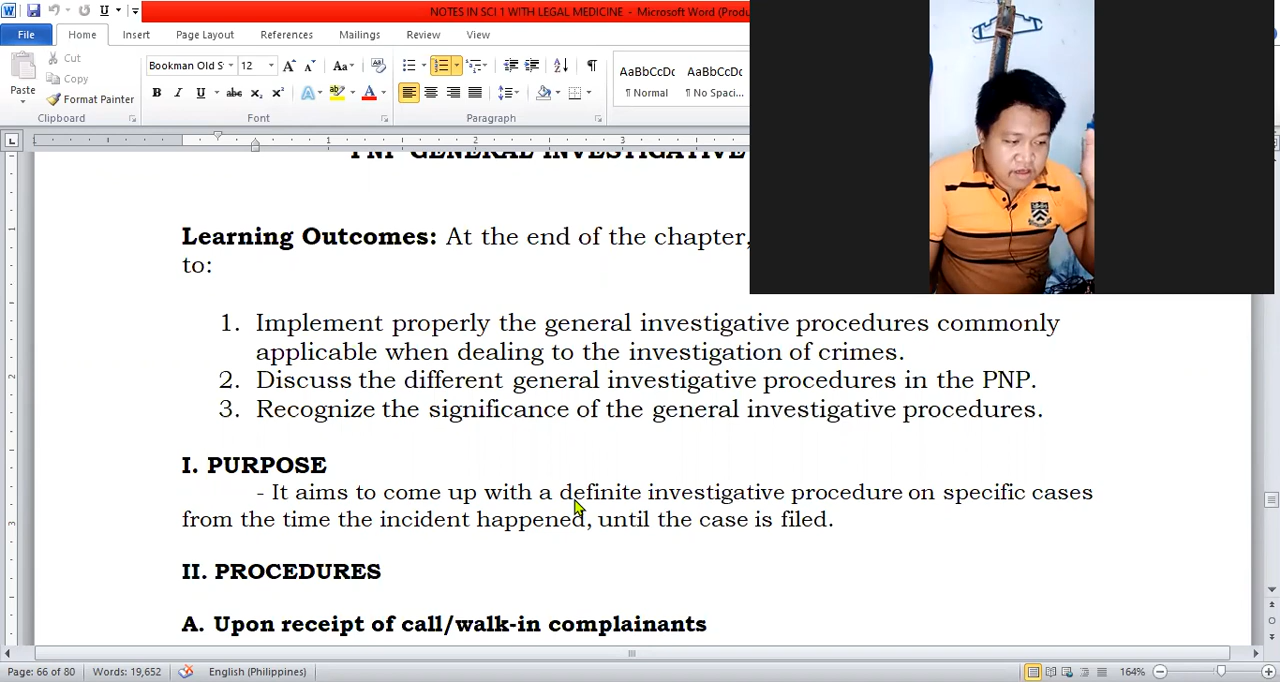 NOTES IN SCI 1 WITH LEGAL MEDICINE - Microsoft Word (Produ
File Home Insert Page Layout References Mailings Review View
Cut
Copy
Paste Format Painter
Bookman Old S 12
AaBbCcDc AaBbCcDc
¶ Normal ¶ No Spaci...
Clipboard Font Paragraph
PNP GENERAL INVESTIGATIVE
Learning Outcomes: At the end of the chapter,
to:
1. Implement properly the general investigative procedures commonly
applicable when dealing to the investigation of crimes.
2. Discuss the different general investigative procedures in the PNP.
3. Recognize the significance of the general investigative procedures.
I. PURPOSE
- It aims to come up with a definite investigative procedure on specific cases
from the time the incident happened, until the case is filed.
II. PROCEDURES
A. Upon receipt of call/walk-in complainants
Page: 66 of 80 Words: 19,652 English (Philippines) 164%